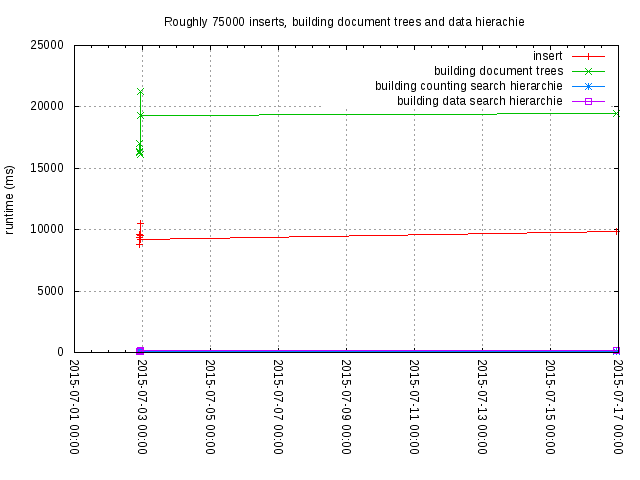 Roughly 75000 inserts, building document trees and data hierachie
25000
20000
15000
10000
5000
0
runtime (ms)
insert
building document trees
building counting search hierarchie
building data search hierarchie
2015-07-01 00:00
2015-07-03 00:00
2015-07-05 00:00
2015-07-07 00:00
2015-07-09 00:00
2015-07-11 00:00
2015-07-13 00:00
2015-07-15 00:00
2015-07-17 00:00